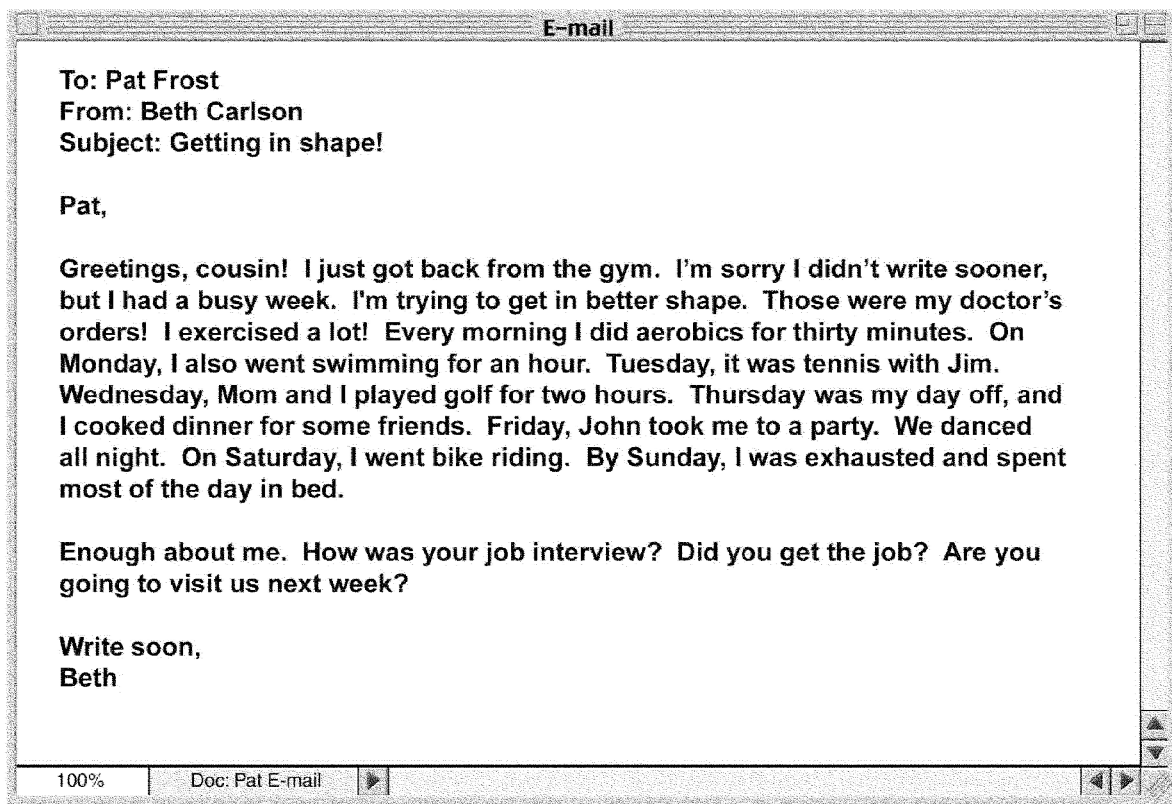 E-mail
To: Pat Frost
From: Beth Carlson
Subject: Getting in shape!
Pat,
Greetings, cousin!  I just got back from the gym.  I'm sorry I didn't write sooner,
but I had a busy week.  I'm trying to get in better shape.  Those were my doctor's
orders!  I exercised a lot!  Every morning I did aerobics for thirty minutes.  On
Monday, I also went swimming for an hour.  Tuesday, it was tennis with Jim.
Wednesday, Mom and I played golf for two hours.  Thursday was my day off, and
I cooked dinner for some friends.  Friday, John took me to a party.  We danced
all night.  On Saturday, I went bike riding.  By Sunday, I was exhausted and spent
most of the day in bed.
Enough about me.  How was your job interview?  Did you get the job?  Are you
going to visit us next week?
Write soon,
Beth
100% Doc: Pat E-mail